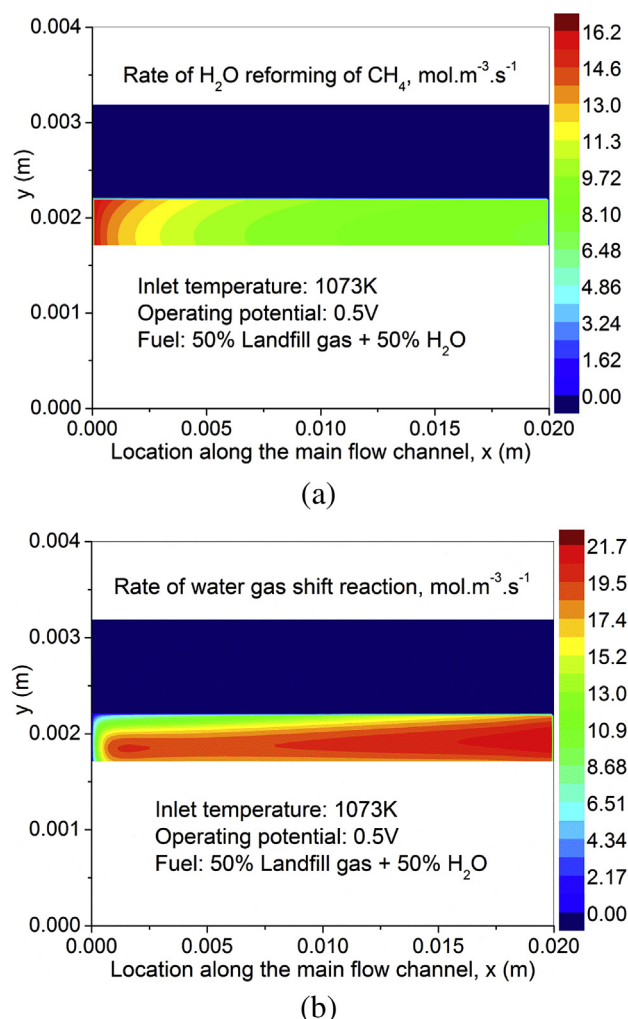 0.004
Rate of H₂O reforming of CH₄, mol.m⁻³.s⁻¹
0.003
y (m)
0.002
0.001
0.000
Inlet temperature: 1073K
Operating potential: 0.5V
Fuel: 50% Landfill gas + 50% H₂O
0.000 0.005 0.010 0.015 0.020
Location along the main flow channel, x (m)
16.2
14.6
13.0
11.3
9.72
8.10
6.48
4.86
3.24
1.62
0.00
(a)
0.004
Rate of water gas shift reaction, mol.m⁻³.s⁻¹
0.003
y (m)
0.002
0.001
0.000
Inlet temperature: 1073K
Operating potential: 0.5V
Fuel: 50% Landfill gas + 50% H₂O
0.000 0.005 0.010 0.015 0.020
Location along the main flow channel, x (m)
21.7
19.5
17.4
15.2
13.0
10.9
8.68
6.51
4.34
2.17
0.00
(b)